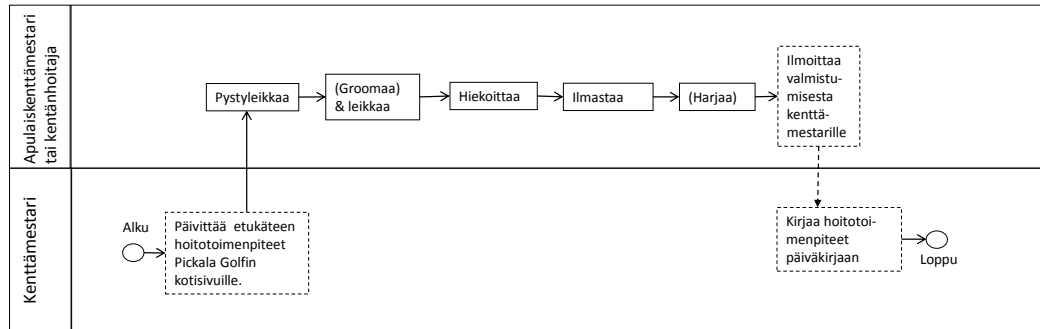 Apulaiskenttämestari
tai kentänhoitaja
Pystyleikkaa
(Groomaa)
& leikkaa
Hiekoittaa
Ilmastaa
(Harjaa)
Ilmoittaa
valmistu-
misesta
kenttä-
mestarille
Kenttämestari
Alku
Päivittää etukäteen
hoitotoimenpiteet
Pickala Golfin
kotisivuille.
Kirjaa hoitotoi-
menpiteet
päiväkirjaan
Loppu